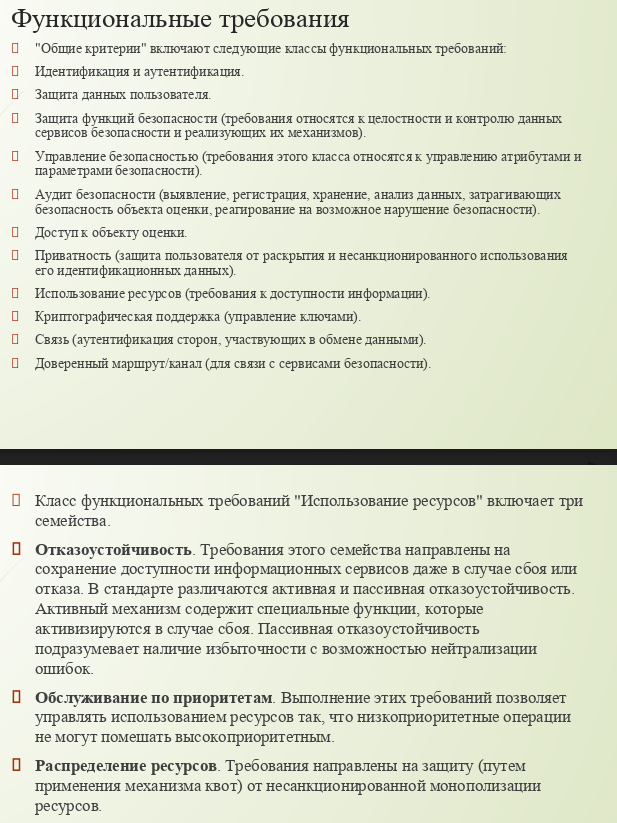 Функциональные требования
"Общие критерии" включают следующие классы функциональных требований:
Идентификация и аутентификация.
Защита данных пользователя.
Защита функций безопасности (требования относятся к целостности и контролю данных
сервисов безопасности и реализующих их механизмов).
Управление безопасностью (требования этого класса относятся к управлению атрибутами и
параметрами безопасности).
Аудит безопасности (выявление, регистрация, хранение, анализ данных, затрагивающих
безопасность объекта оценки, реагирование на возможное нарушение безопасности).
Доступ к объекту оценки.
Приватность (защита пользователя от раскрытия и несанкционированного использования
его идентификационных данных).
Использование ресурсов (требования к доступности информации).
Криптографическая поддержка (управление ключами).
Связь (аутентификация сторон, участвующих в обмене данными).
Доверенный маршрут/канал (для связи с сервисами безопасности).
Класс функциональных требований "Использование ресурсов" включает три
семейства.
Отказоустойчивость. Требования этого семейства направлены на
сохранение доступности информационных сервисов даже в случае сбоя или
отказа. В стандарте различаются активная и пассивная отказоустойчивость.
Активный механизм содержит специальные функции, которые
активизируются в случае сбоя. Пассивная отказоустойчивость
подразумевает наличие избыточности с возможностью нейтрализации
ошибок.
Обслуживание по приоритетам. Выполнение этих требований позволяет
управлять использованием ресурсов так, что низкоприоритетные операции
не могут помешать высокоприоритетным.
Распределение ресурсов. Требования направлены на защиту (путем
применения механизма квот) от несанкционированной монополизации
ресурсов.